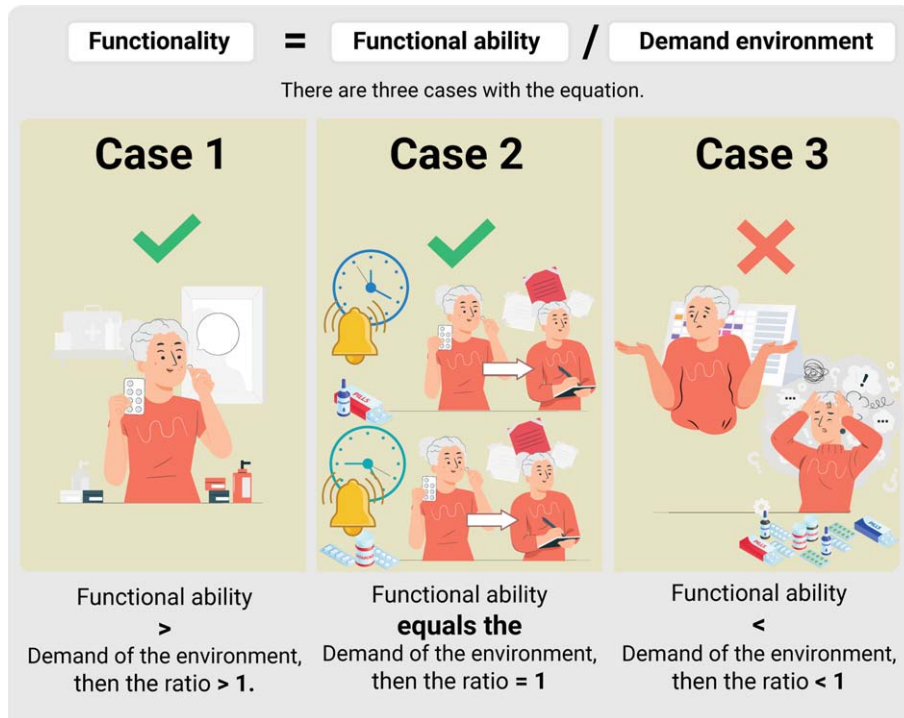 Functionality = Functional ability / Demand environment
There are three cases with the equation.
Case 1
Case 2
Case 3
PILLS
PILLS
PILLS
PILLS
Functional ability
>
Demand of the environment,
then the ratio > 1.
Functional ability
equals the
Demand of the environment,
then the ratio = 1
Functional ability
<
Demand of the environment,
then the ratio < 1